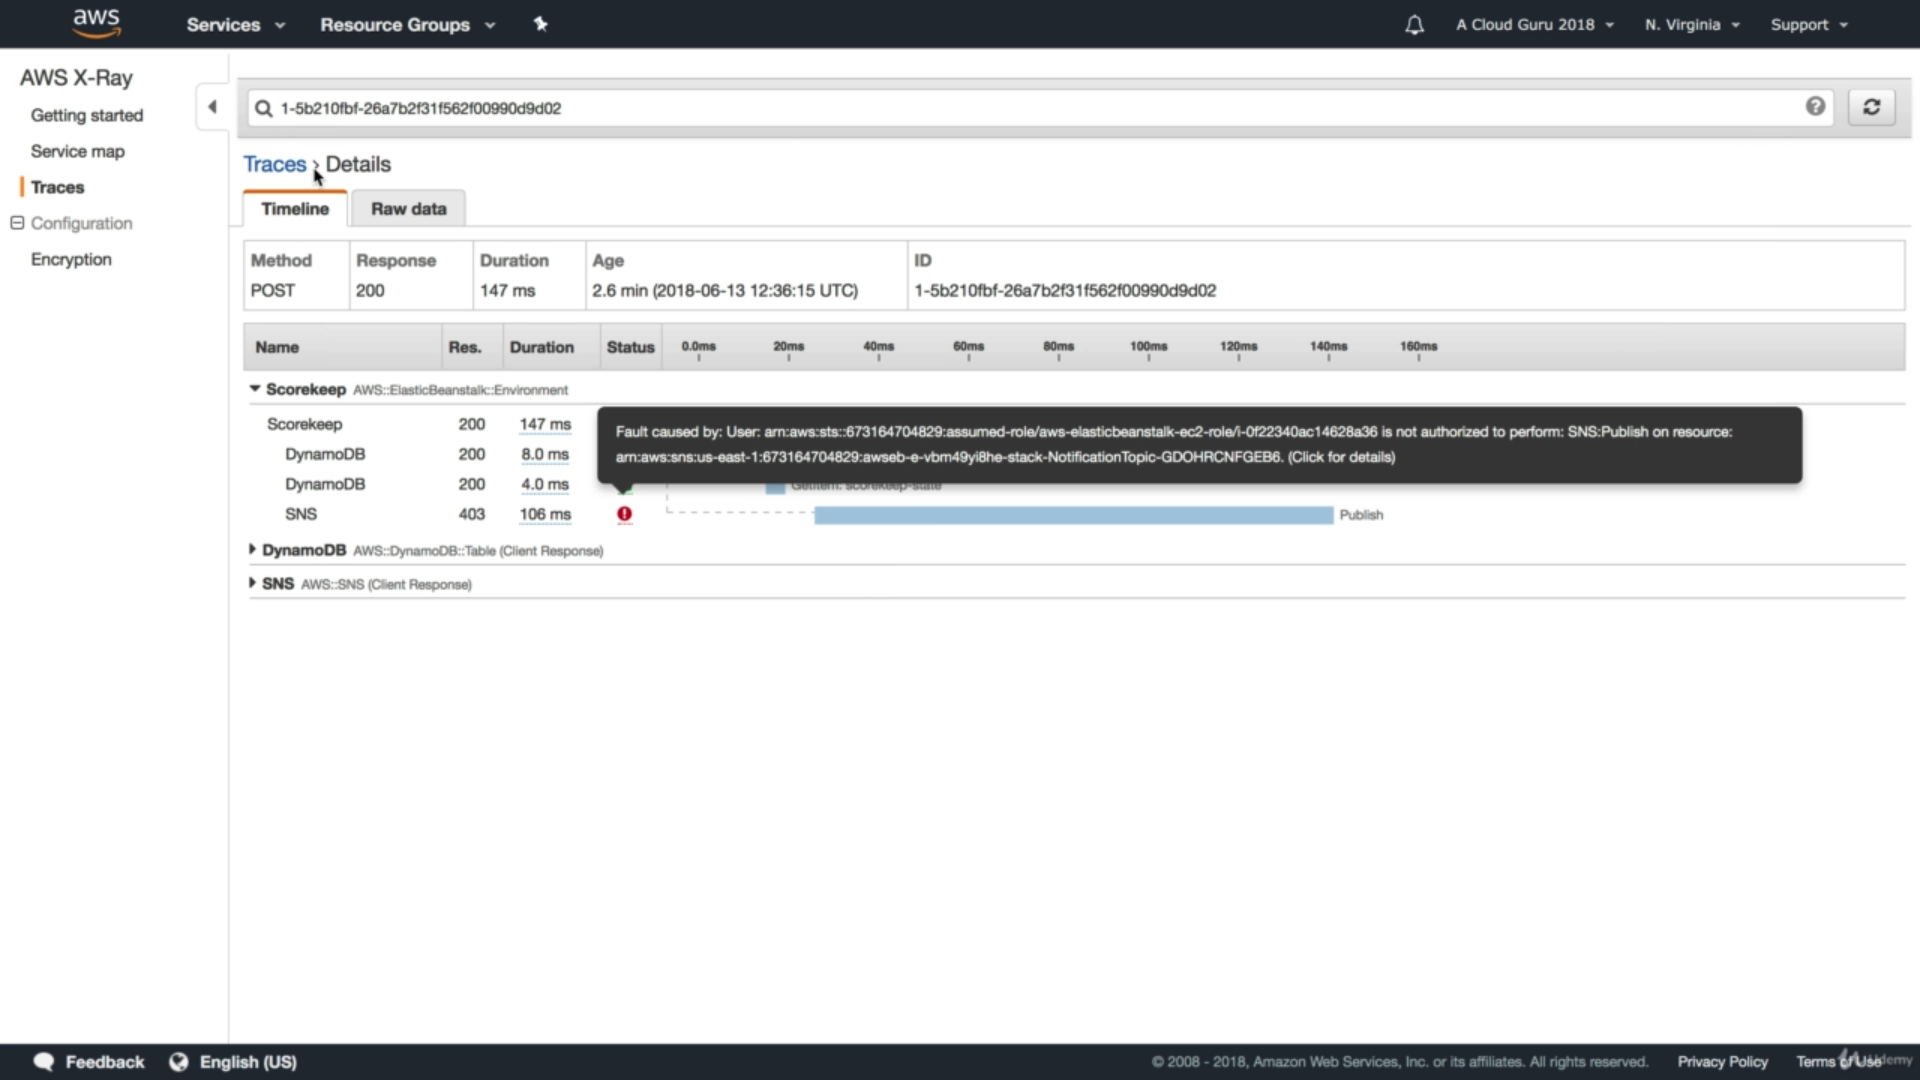 aws Services Resource Groups A Cloud Guru 2018 N. Virginia Support
AWS X-Ray
Getting started
Service map
Traces
Configuration
Encryption
1-5b210fbf-26a7b2f31f562f00990d9d02
Traces > Details
Timeline Raw data
Method Response Duration Age ID
POST 200 147 ms 2.6 min (2018-06-13 12:36:15 UTC) 1-5b210fbf-26a7b2f31f562f00990d9d02
Name Res. Duration Status 0.0ms 20ms 40ms 60ms 80ms 100ms 120ms 140ms 160ms
Scorekeep AWS::ElasticBeanstalk::Environment
Scorekeep 200 147 ms
Fault caused by: User: arn:aws:sts::673164704829:assumed-role/aws-elasticbeanstalk-ec2-role/i-0f22340ac14628a36 is not authorized to perform: SNS:Publish on resource:
arn:aws:sns:us-east-1:673164704829:awseb-e-vbm49yi8he-stack-NotificationTopic-GDOHRCNFGEB6. (Click for details)
DynamoDB 200 8.0 ms
DynamoDB 200 4.0 ms GetItem: scorekeep-state
SNS 403 106 ms Publish
DynamoDB AWS::DynamoDB::Table (Client Response)
SNS AWS::SNS (Client Response)
Feedback English (US) © 2008 - 2018, Amazon Web Services, Inc. or its affiliates. All rights reserved. Privacy Policy Terms of Use